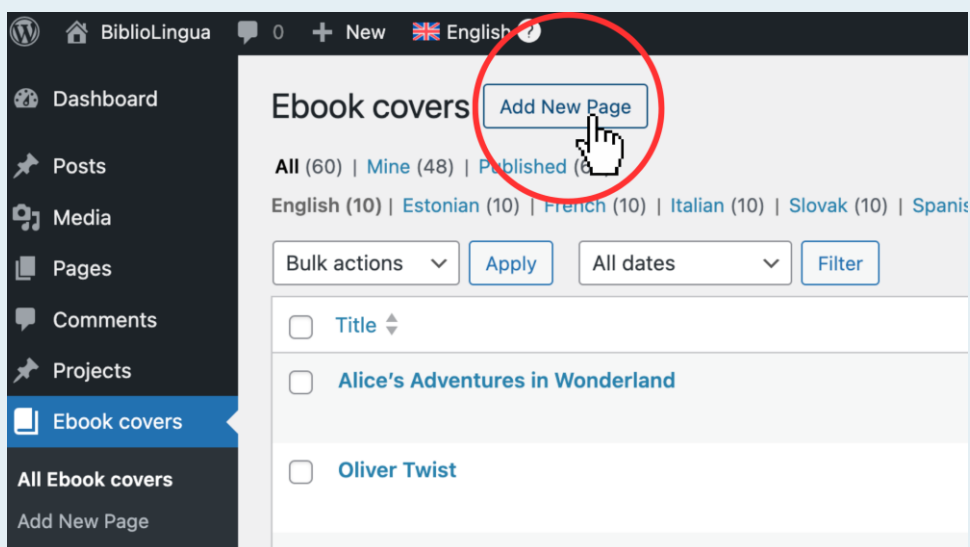 BiblioLingua 0 + New English ?
Dashboard
Posts
Media
Pages
Comments
Projects
Ebook covers
All Ebook covers
Add New Page
Ebook covers Add New Page
All (60) | Mine (48) | Published
English (10) | Estonian (10) | French (10) | Italian (10) | Slovak (10) | Spanis
Bulk actions Apply All dates Filter
Title
Alice's Adventures in Wonderland
Oliver Twist